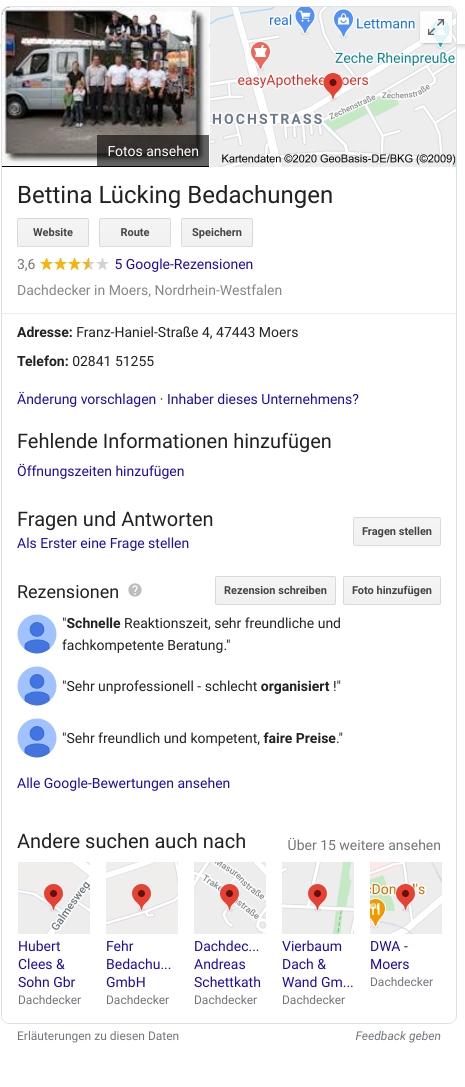 real
Lettmann
Zeche Rheinpreuße
easyApotheke Moers
Zechenstraße
Zechenstraße
HOCHSTRASS
Fotos ansehen
Kartendaten ©2020 GeoBasis-DE/BKG (©2009)
Bettina Lücking Bedachungen
Website Route Speichern
3,6 5 Google-Rezensionen
Dachdecker in Moers, Nordrhein-Westfalen
Adresse: Franz-Haniel-Straße 4, 47443 Moers
Telefon: 02841 51255
Änderung vorschlagen · Inhaber dieses Unternehmens?
Fehlende Informationen hinzufügen
Öffnungszeiten hinzufügen
Fragen und Antworten
Fragen stellen
Als Erster eine Frage stellen
Rezensionen ? Rezension schreiben Foto hinzufügen
"Schnelle Reaktionszeit, sehr freundliche und
fachkompetente Beratung."
"Sehr unprofessionell - schlecht organisiert !"
"Sehr freundlich und kompetent, faire Preise."
Alle Google-Bewertungen ansehen
Andere suchen auch nach Über 15 weitere ansehen
Galmesweg
Masurenstraße
Hubert
Clees &
Sohn Gbr
Dachdecker
Fehr
Bedachu...
GmbH
Dachdecker
Dachdec...
Andreas
Schettkath
Dachdecker
Vierbaum
Dach &
Wand Gm...
Dachdecker
DWA -
Moers
Dachdecker
Erläuterungen zu diesen Daten Feedback geben